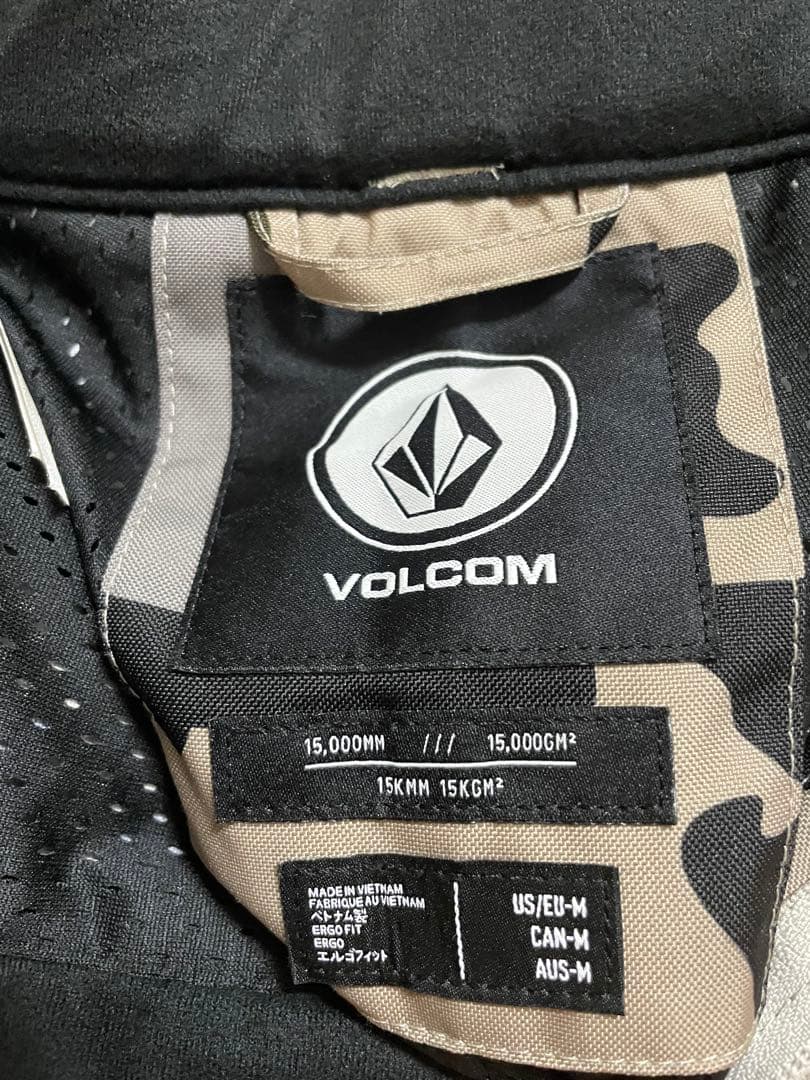 VOLCOM
15,000MM /// 15,000GM²
15KMM 15KGM²
MADE IN VIETNAM
FABRIQUE AU VIETNAM
ベトナム製
ERGO FIT
ERGO
エルゴフィット
US/EU-M
CAN-M
AUS-M